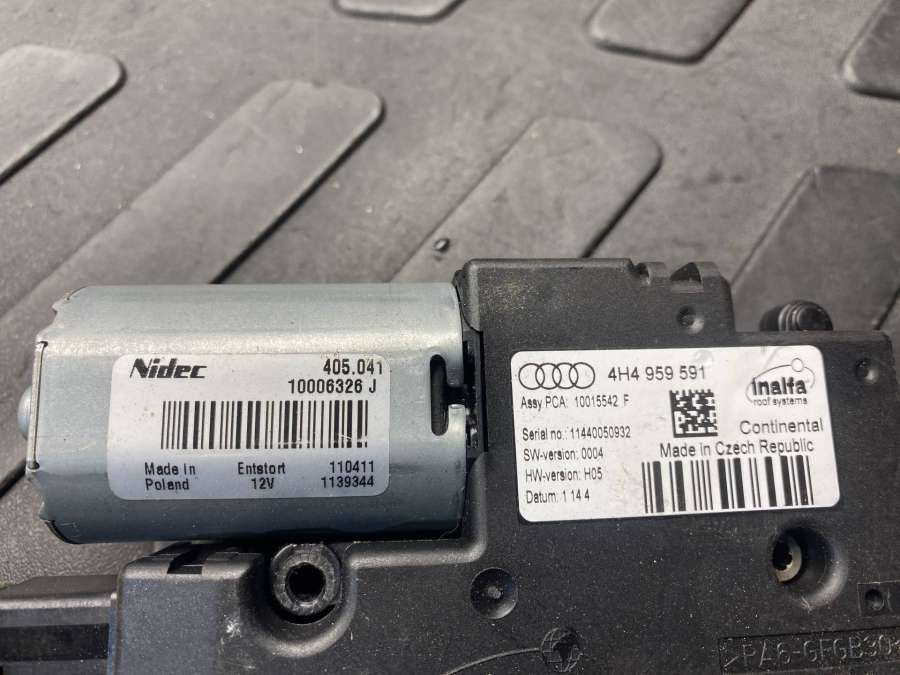 Nidec
405.041
10006326 J
Made in Entstort 110411
Poland 12V 1139344
4H4 959 591
Assy PCA: 10015542 F
inalfa
roof systems
Serial no.: 11440050932
Continental
SW-version: 0004
Made in Czech Republic
HW-version: H05
Datum: 1 14 4
>PA6-GFGB30